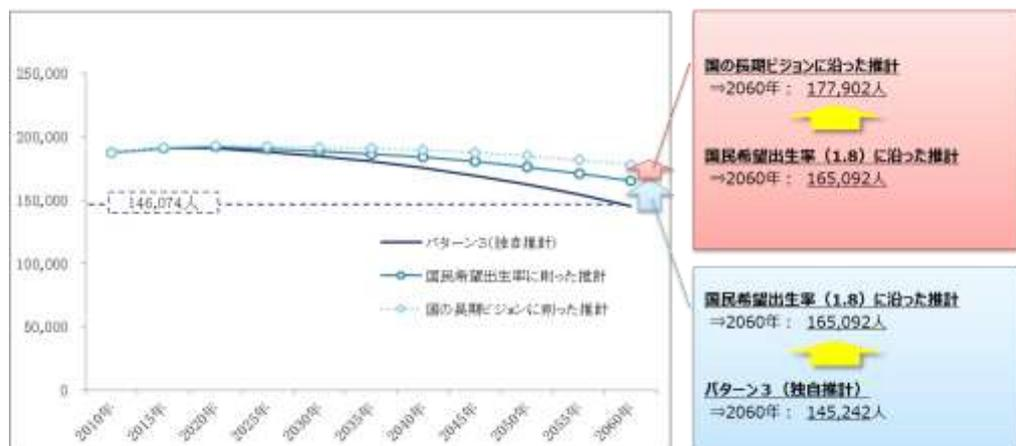 250,000
200,000
150,000
100,000
50,000
0
146,074人
パターン3(独自推計)
国民希望出生率に則った推計
国の長期ビジョンに則った推計
2010年
2015年
2020年
2025年
2030年
2035年
2040年
2045年
2050年
2055年
2060年
国の長期ビジョンに沿った推計
⇒2060年： 177,902人
国民希望出生率（1.8）に沿った推計
⇒2060年： 165,092人
国民希望出生率（1.8）に沿った推計
⇒2060年： 165,092人
パターン３（独自推計）
⇒2060年： 145,242人